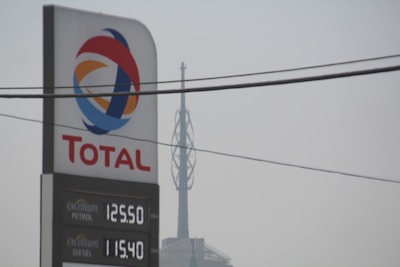 TOTAL
EXCELLIUM
PETROL 125.50
EXCELLIUM
DIESEL 115.40